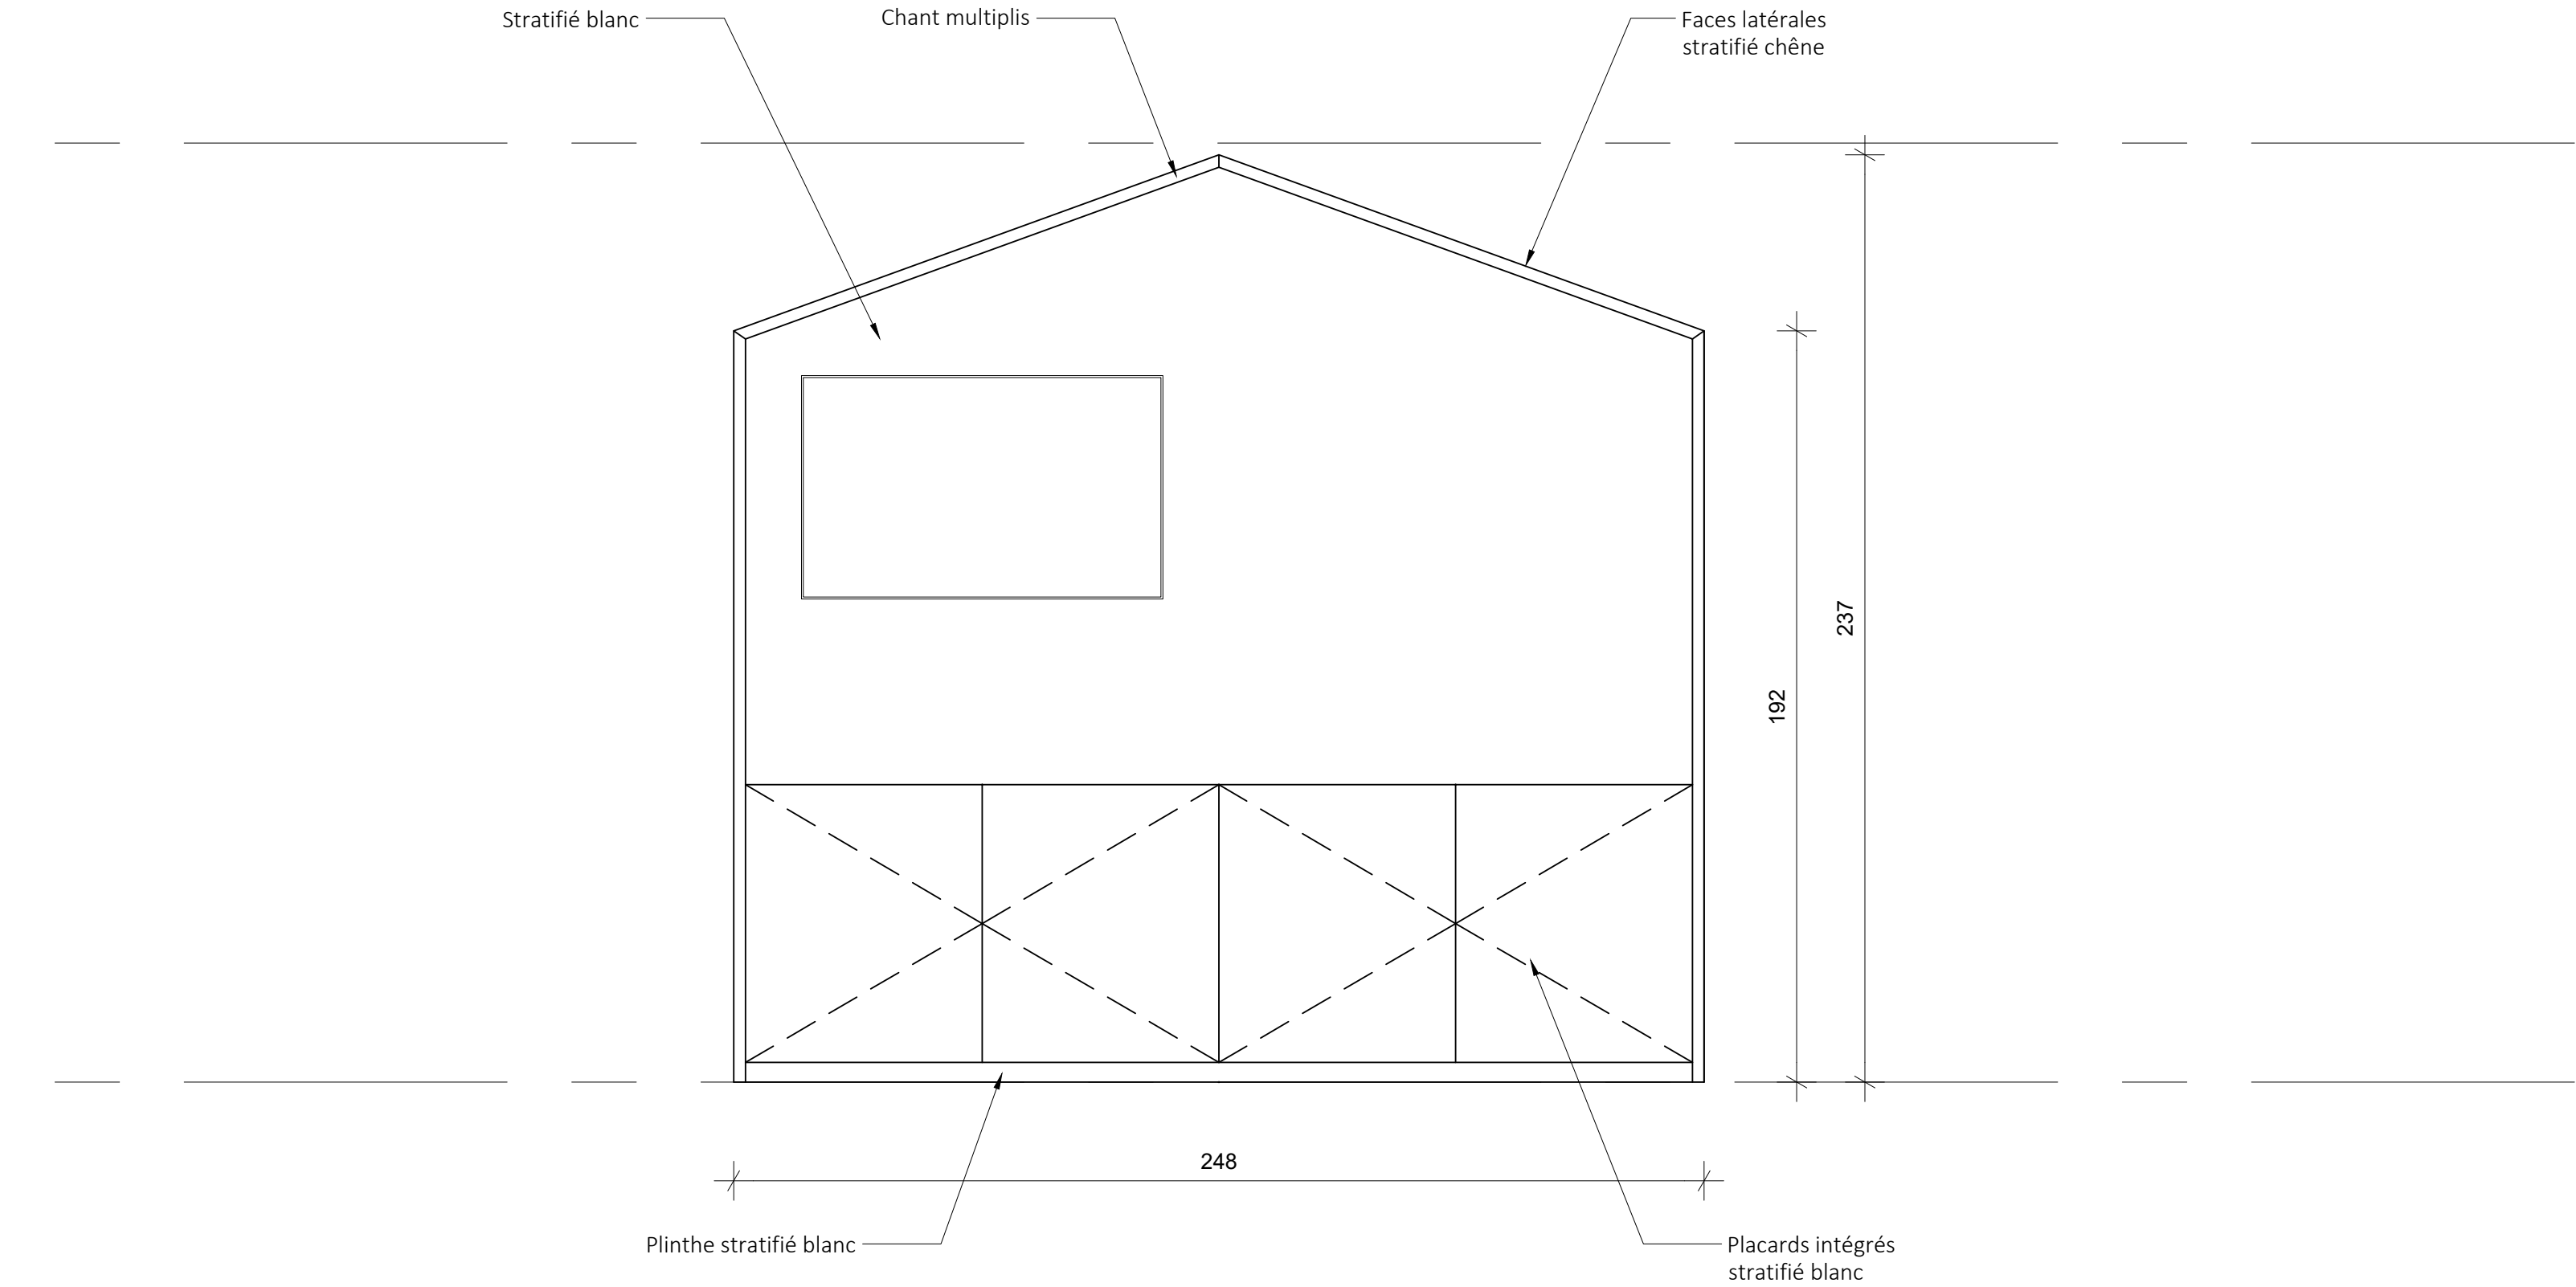 Stratifié blanc
Chant multiplis
Faces latérales
stratifié chêne
237
192
248
Plinthe stratifié blanc
Placards intégrés
stratifié blanc